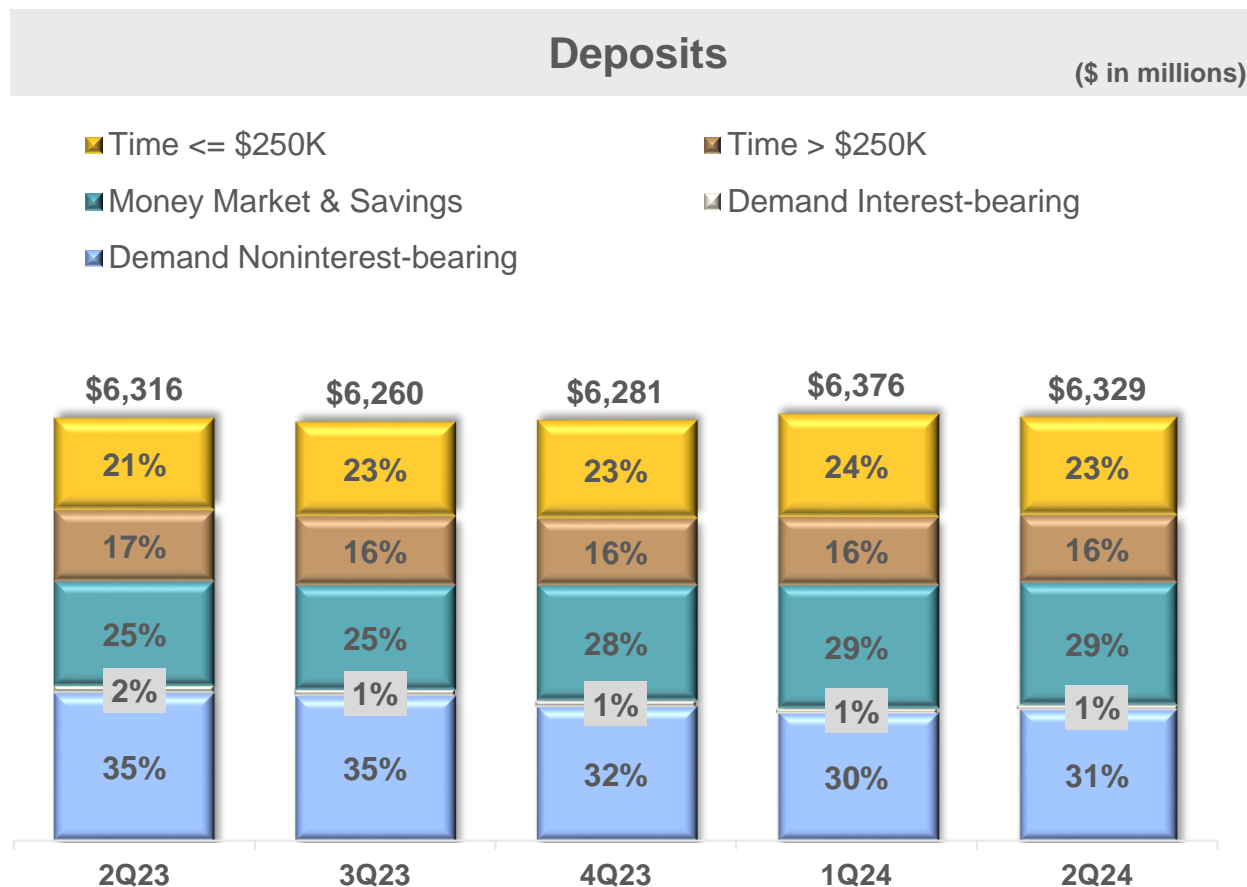 Deposits
($ in millions)
Time <= $250K
Time > $250K
Money Market & Savings
Demand Interest-bearing
Demand Noninterest-bearing
$6,316
$6,260
$6,281
$6,376
$6,329
21%
23%
23%
24%
23%
17%
16%
16%
16%
16%
25%
25%
28%
29%
29%
2%
1%
1%
1%
1%
35%
35%
32%
30%
31%
2Q23
3Q23
4Q23
1Q24
2Q24